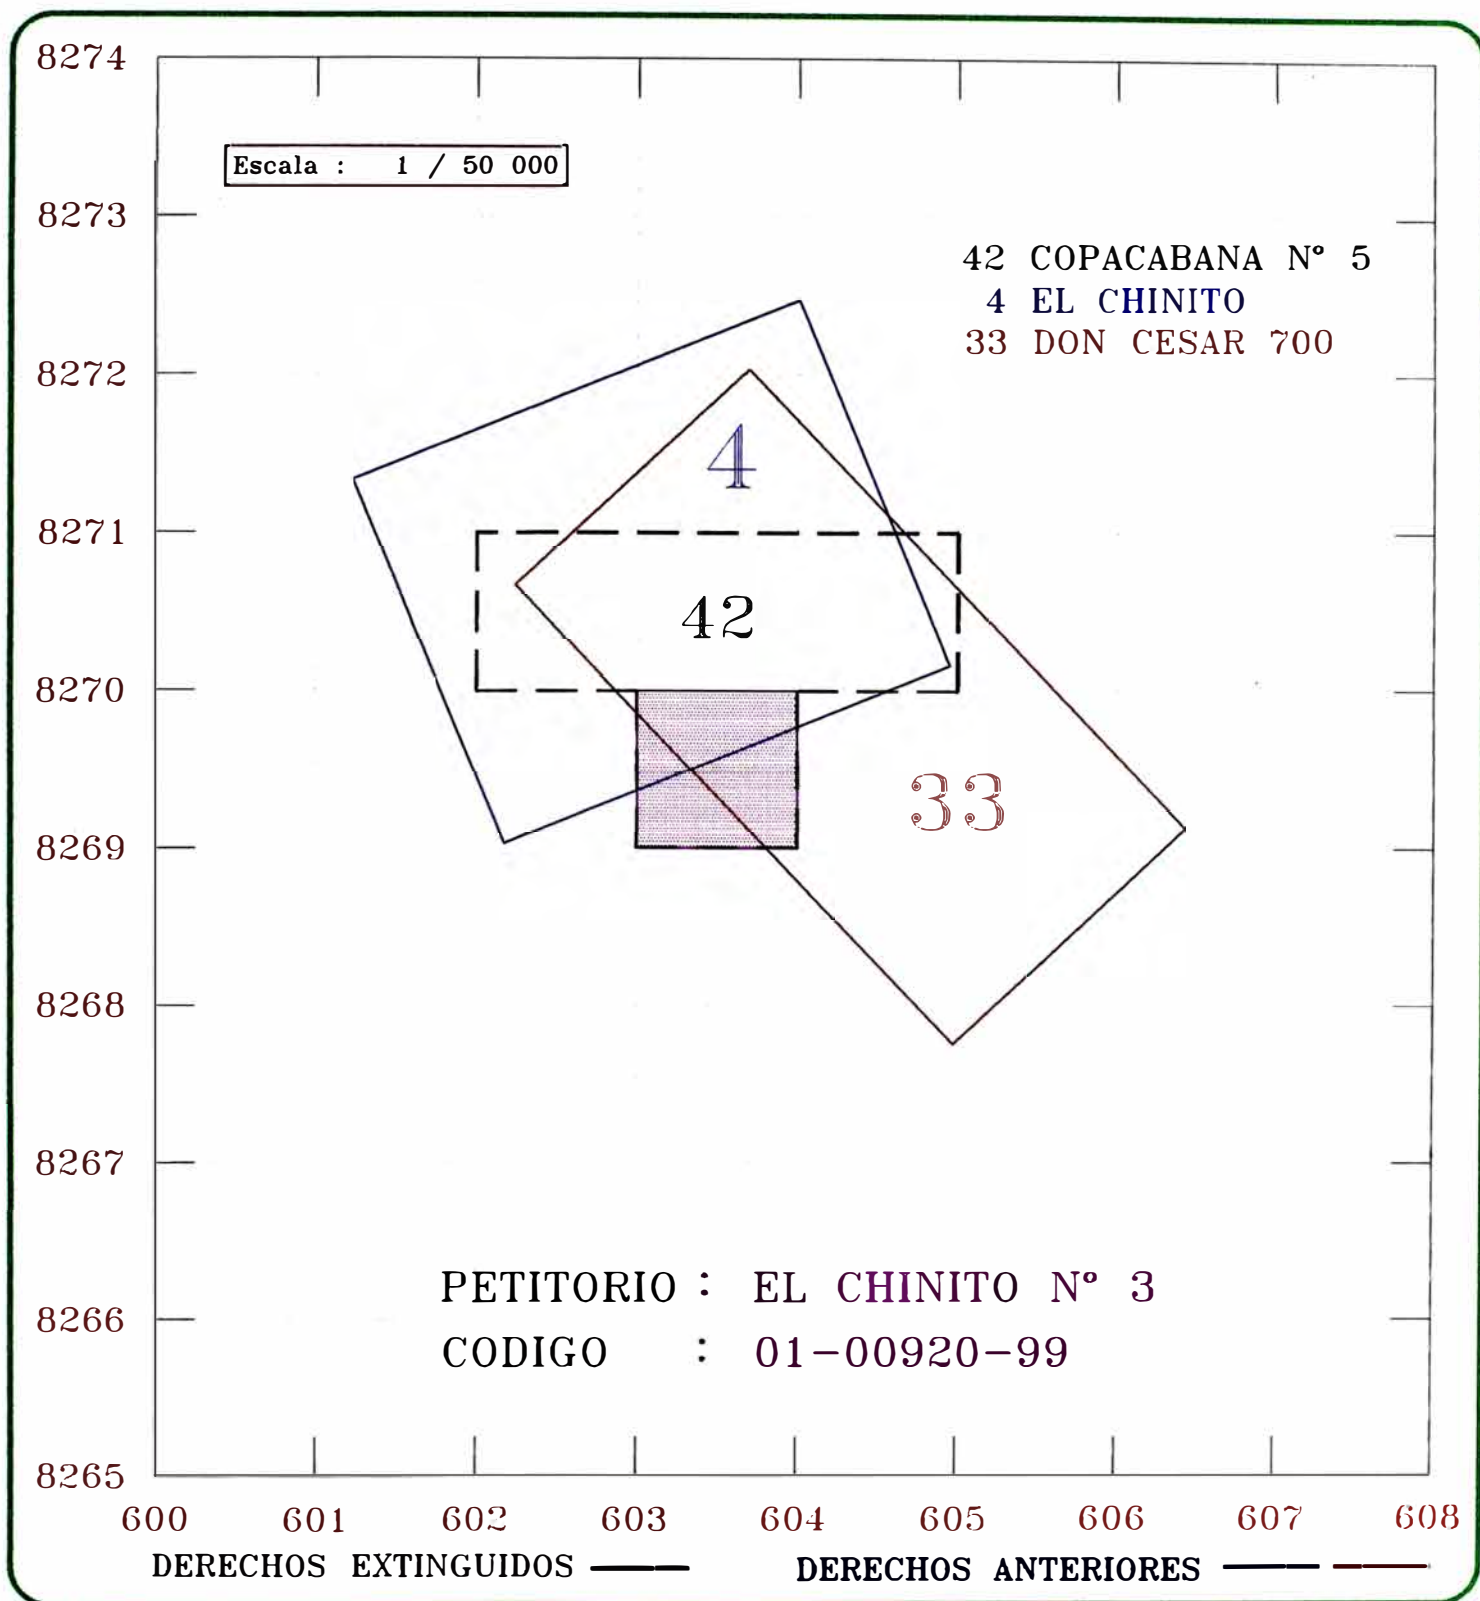 8274
Escala : 1 / 50 000
8273
42 COPACABANA Nº 5
4 EL CHINITO
33 DON CESAR 700
8272
4
8271
42
8270
33
8269
8268
8267
PETITORIO : EL CHINITO Nº 3
8266
CODIGO : 01-00920-99
8265
600 601 602 603 604 605 606 607 608
DERECHOS EXTINGUIDOS DERECHOS ANTERIORES